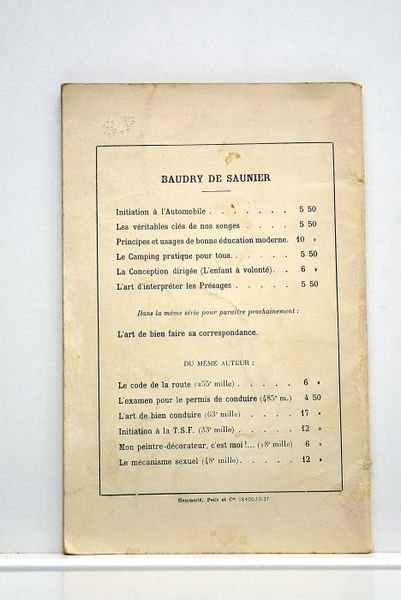 BAUDRY DE SAUNIER
Initiation à l'Automobile . . . . . . . 5 50
Les véritables clés de nos songes . . . . . 5 50
Principes et usages de bonne éducation moderne. 10 »
Le Camping pratique pour tous. . . . . . 5 50
La Conception dirigée (L'enfant à volonté). . . 6 »
L'art d'interpréter les Présages . . . . . . 5 50
Dans la même série pour paraître prochainement :
L'art de bien faire sa correspondance.
DU MÊME AUTEUR :
Le code de la route (255e mille) . . . . . 6 »
L'examen pour le permis de conduire (485e m.) 4 50
L'art de bien conduire (63e mille) . . . . . 17 »
Initiation à la T.S.F. (33e mille) . . . . . 12 »
Mon peintre-décorateur, c'est moi !... (18e mille) 6 »
Le mécanisme sexuel (48e mille). . . . . . 12 »
Hemmerlé, Petit et Cie